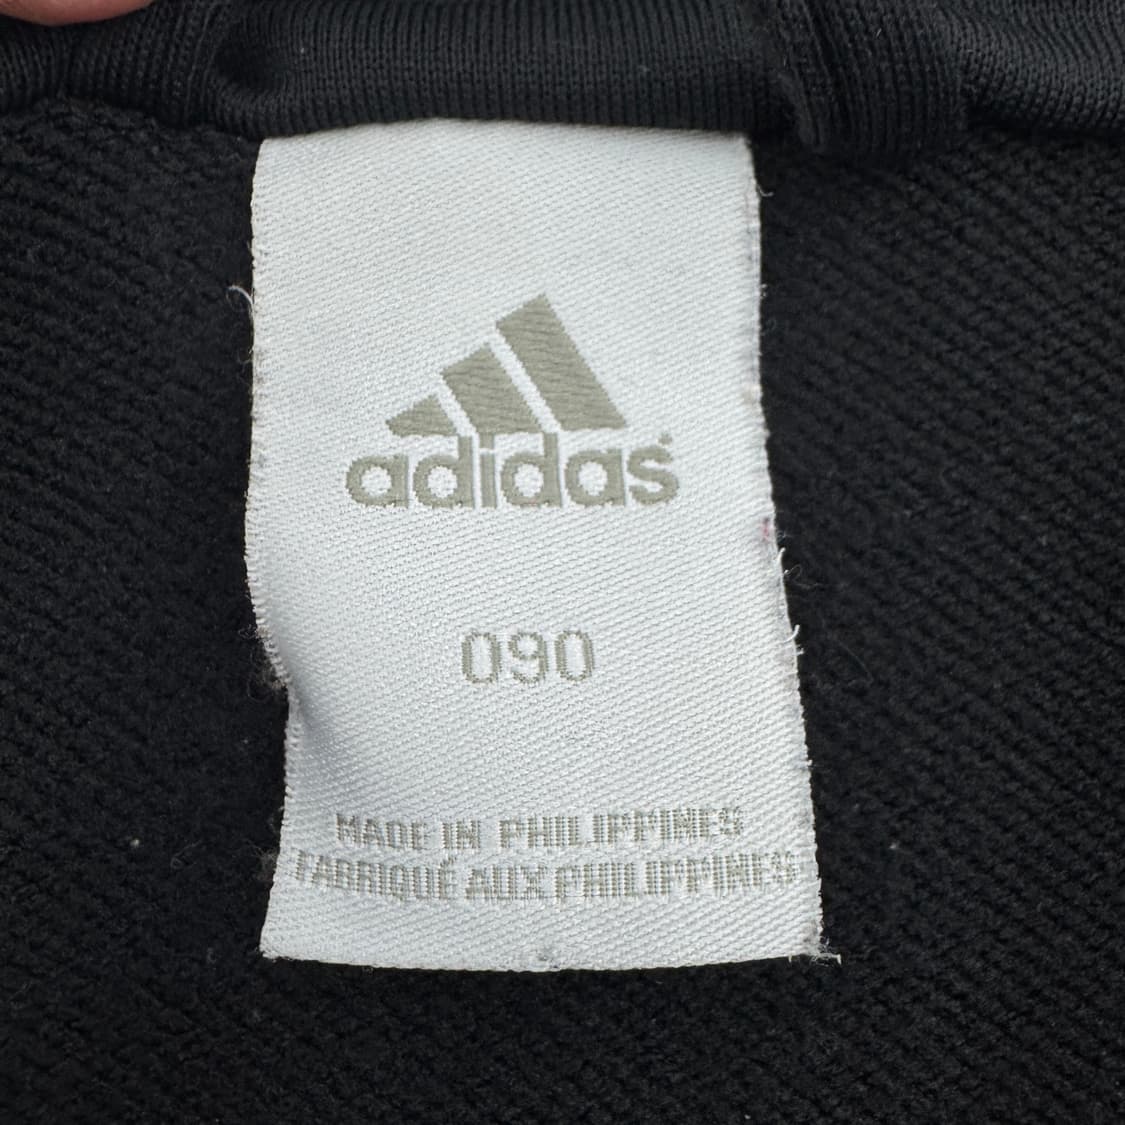 adidas
090
MADE IN PHILIPPINES
FABRIQUÉ AUX PHILIPPINES